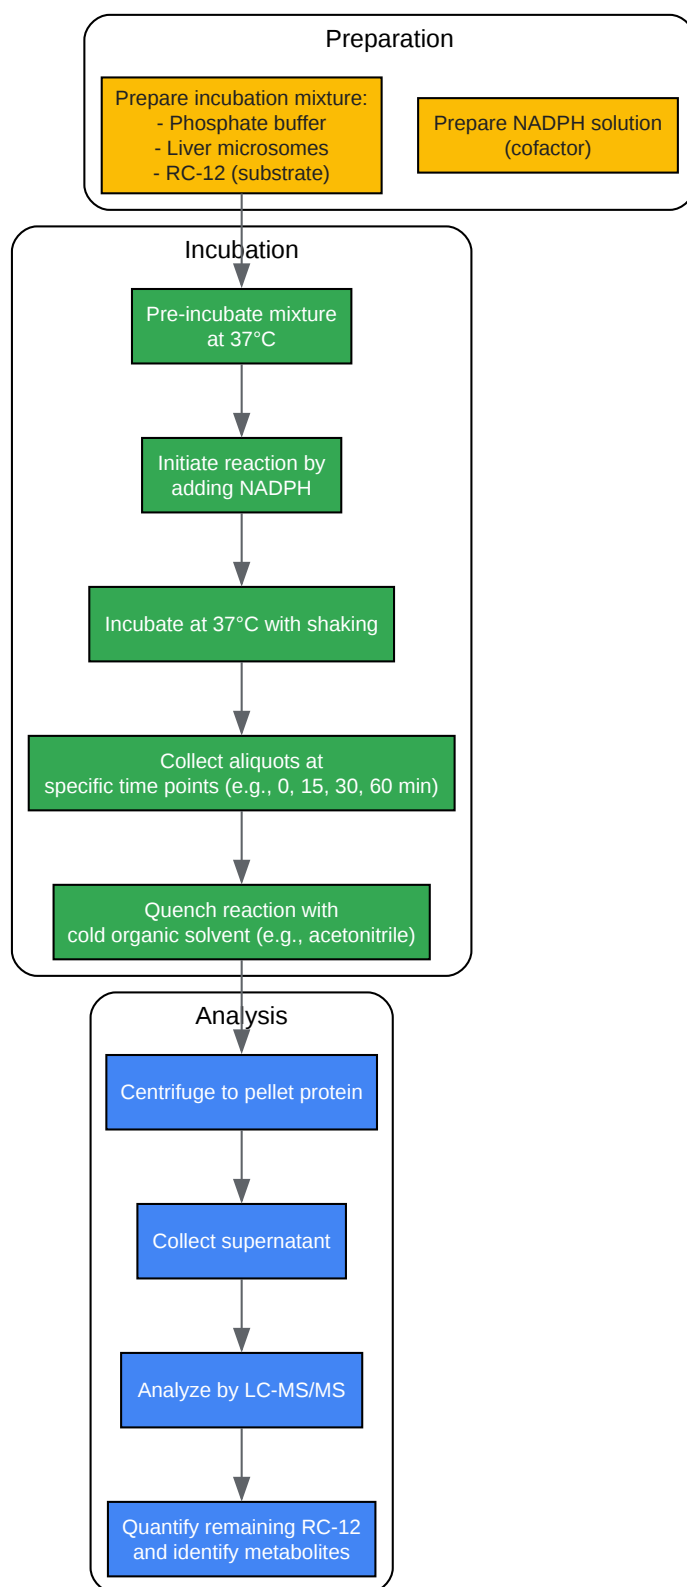 Preparation
Prepare incubation mixture:
- Phosphate buffer
- Liver microsomes
- RC-12 (substrate)
Prepare NADPH solution
(cofactor)
Incubation
Pre-incubate mixture
at 37°C
Initiate reaction by
adding NADPH
Incubate at 37°C with shaking
Collect aliquots at
specific time points (e.g., 0, 15, 30, 60 min)
Quench reaction with
cold organic solvent (e.g., acetonitrile)
Analysis
Centrifuge to pellet protein
Collect supernatant
Analyze by LC-MS/MS
Quantify remaining RC-12
and identify metabolites